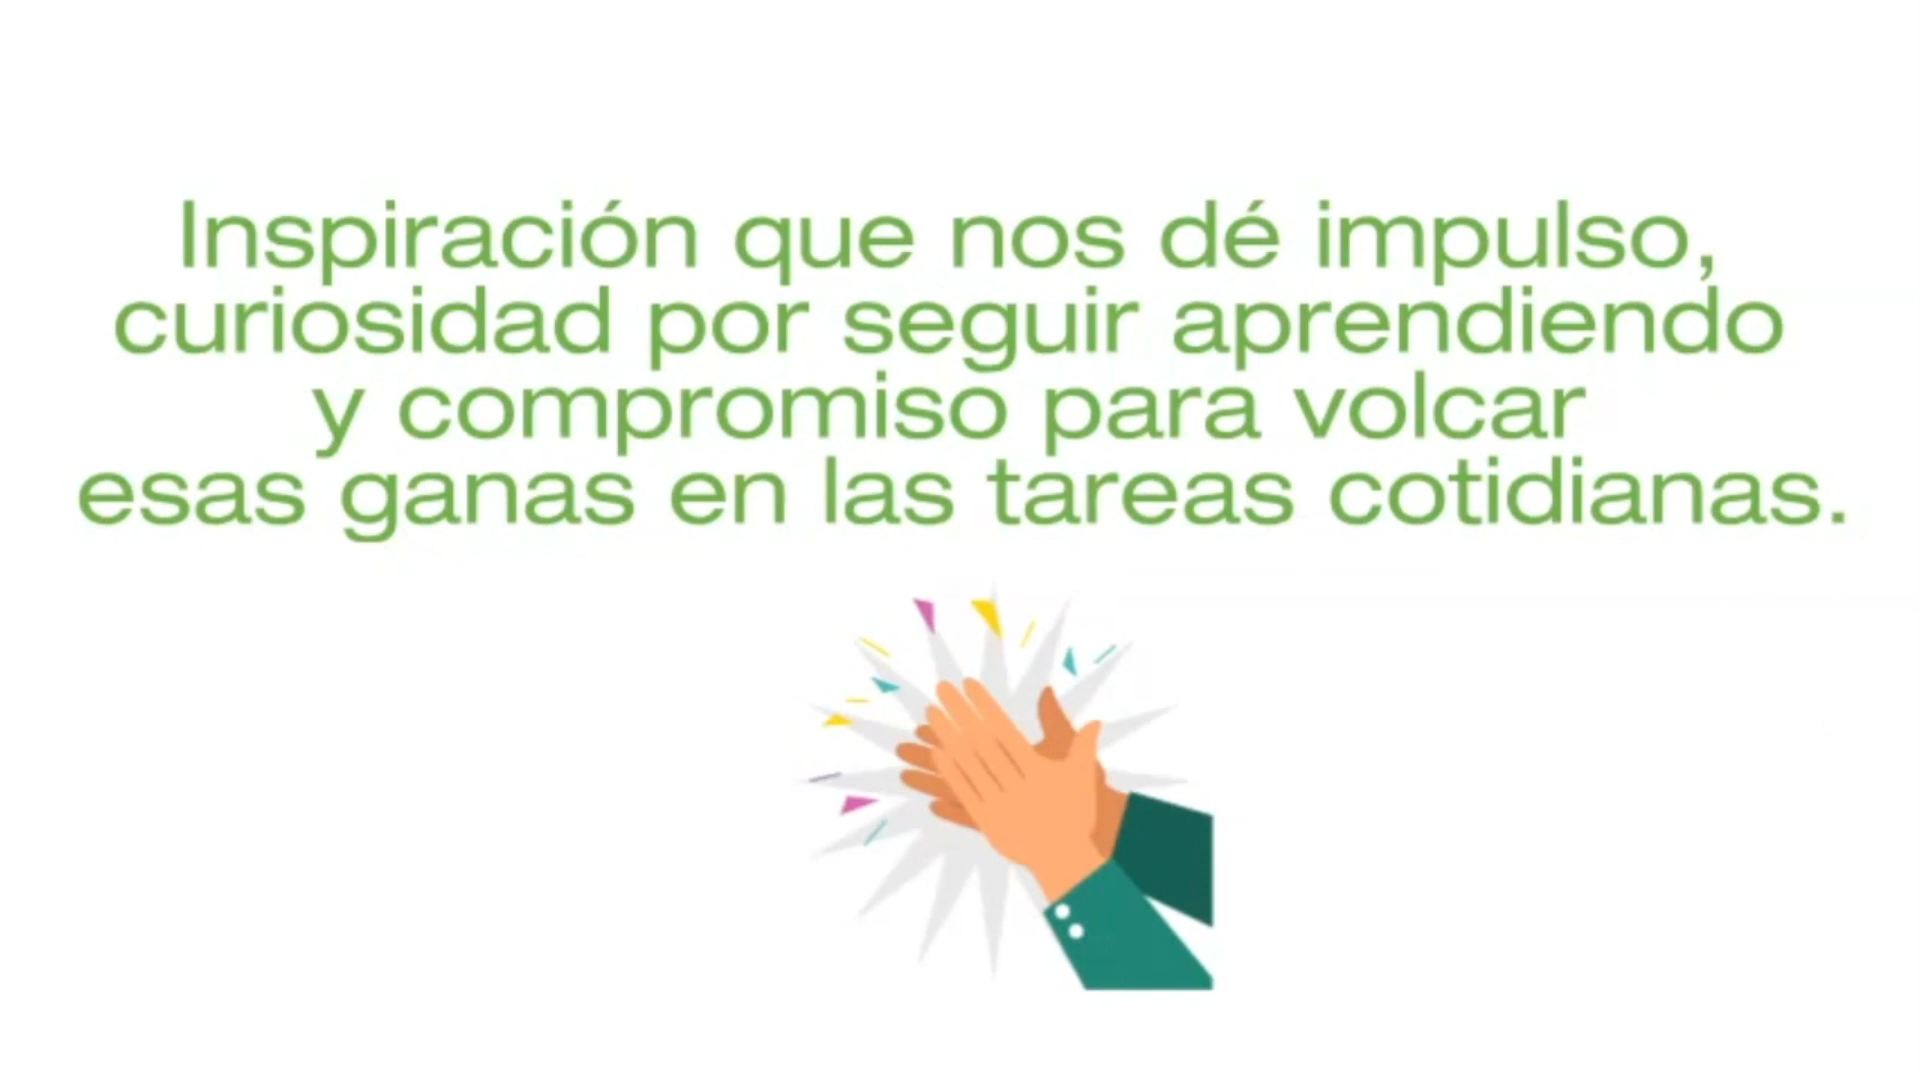 Inspiración que nos dé impulso,
curiosidad por seguir aprendiendo
y compromiso para volcar
esas ganas en las tareas cotidianas.